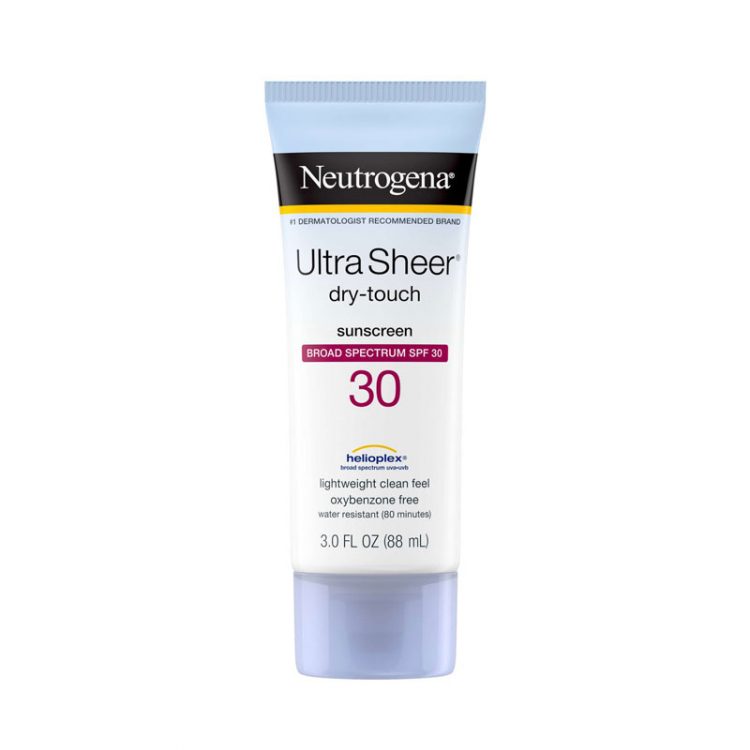 Neutrogena®
#1 DERMATOLOGIST RECOMMENDED BRAND
Ultra Sheer®
dry-touch
sunscreen
BROAD SPECTRUM SPF 30
30
helioplex®
broad spectrum uva-uvb
lightweight clean feel
oxybenzone free
water resistant (80 minutes)
3.0 FL OZ (88 mL)